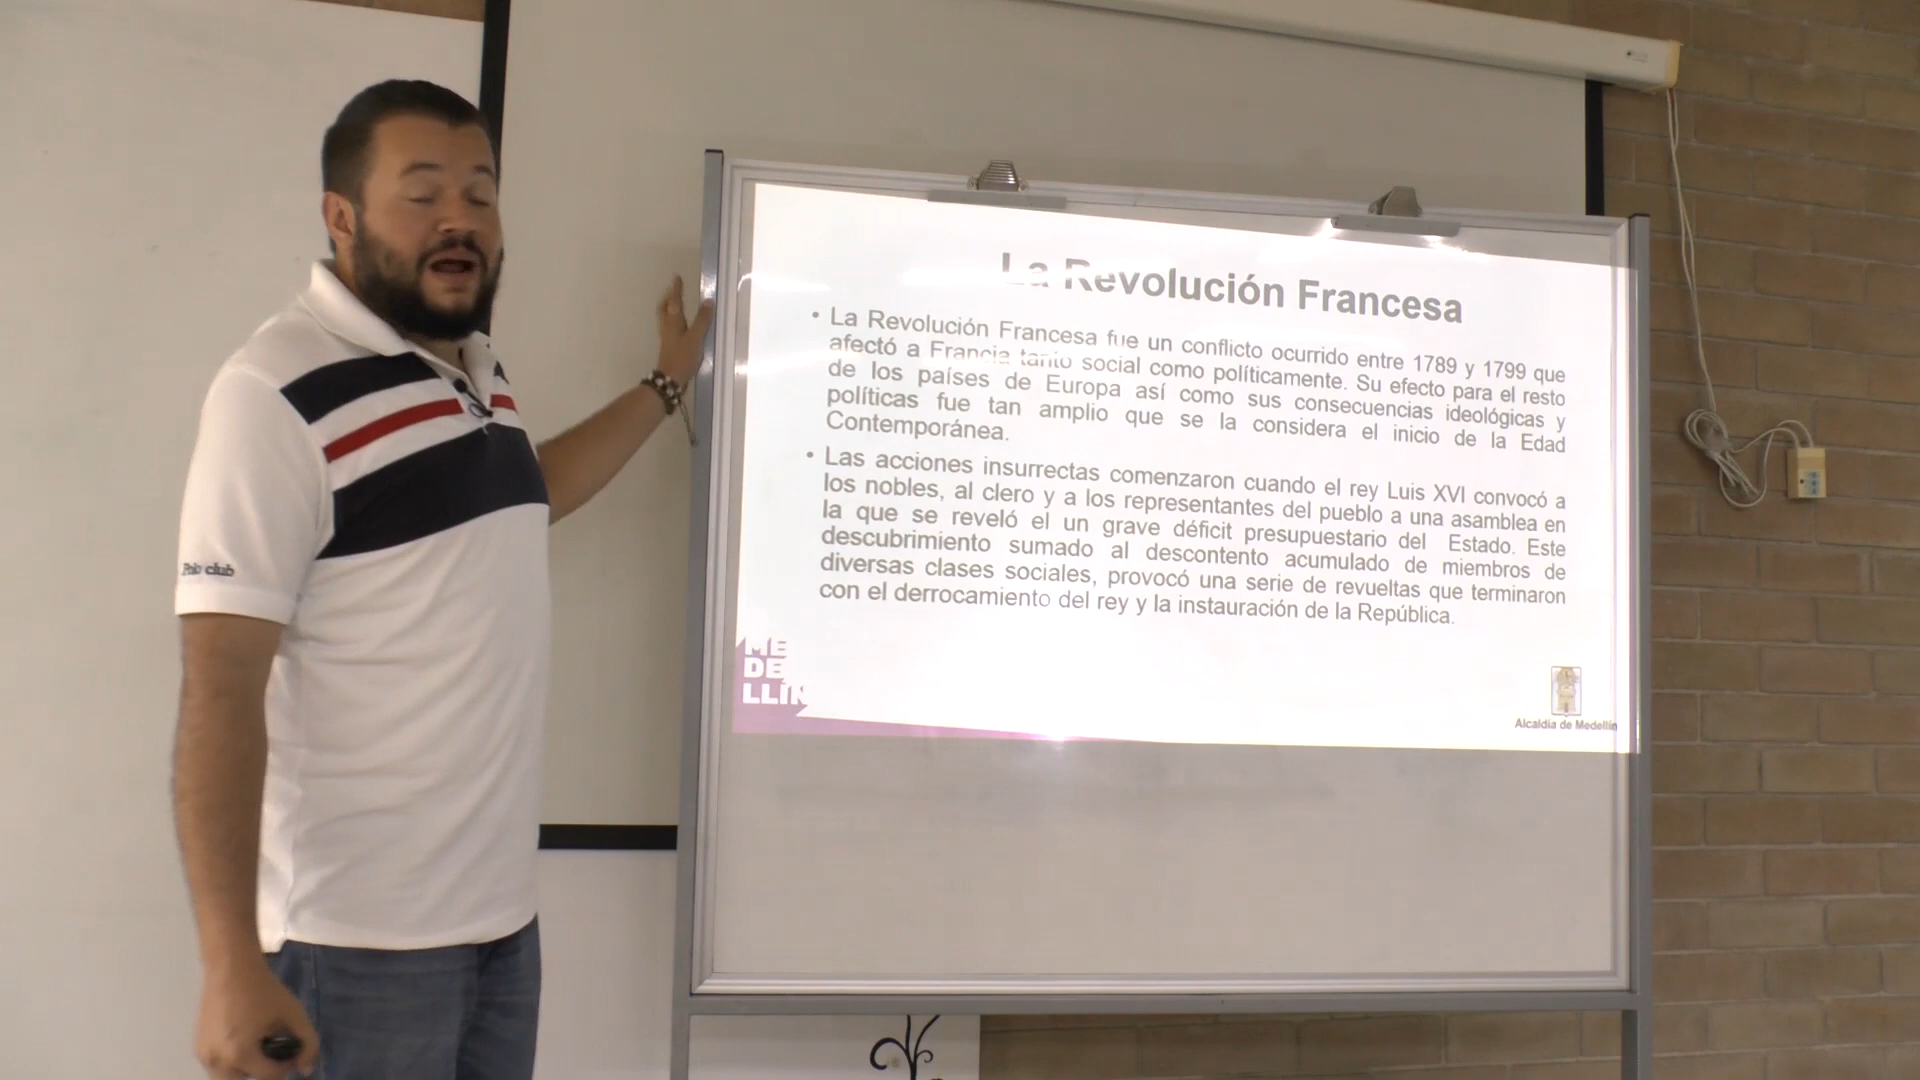 La Revolución Francesa
• La Revolución Francesa fue un conflicto ocurrido entre 1789 y 1799 que
afectó a Francia tanto social como políticamente. Su efecto para el resto
de los países de Europa así como sus consecuencias ideológicas y
políticas fue tan amplio que se la considera el inicio de la Edad
Contemporánea.
• Las acciones insurrectas comenzaron cuando el rey Luis XVI convocó a
los nobles, al clero y a los representantes del pueblo a una asamblea en
la que se reveló el un grave déficit presupuestario del Estado. Este
descubrimiento sumado al descontento acumulado de miembros de
diversas clases sociales, provocó una serie de revueltas que terminaron
con el derrocamiento del rey y la instauración de la República.
ME
DE
LLÍN
Alcaldía de Medellín
Polo club